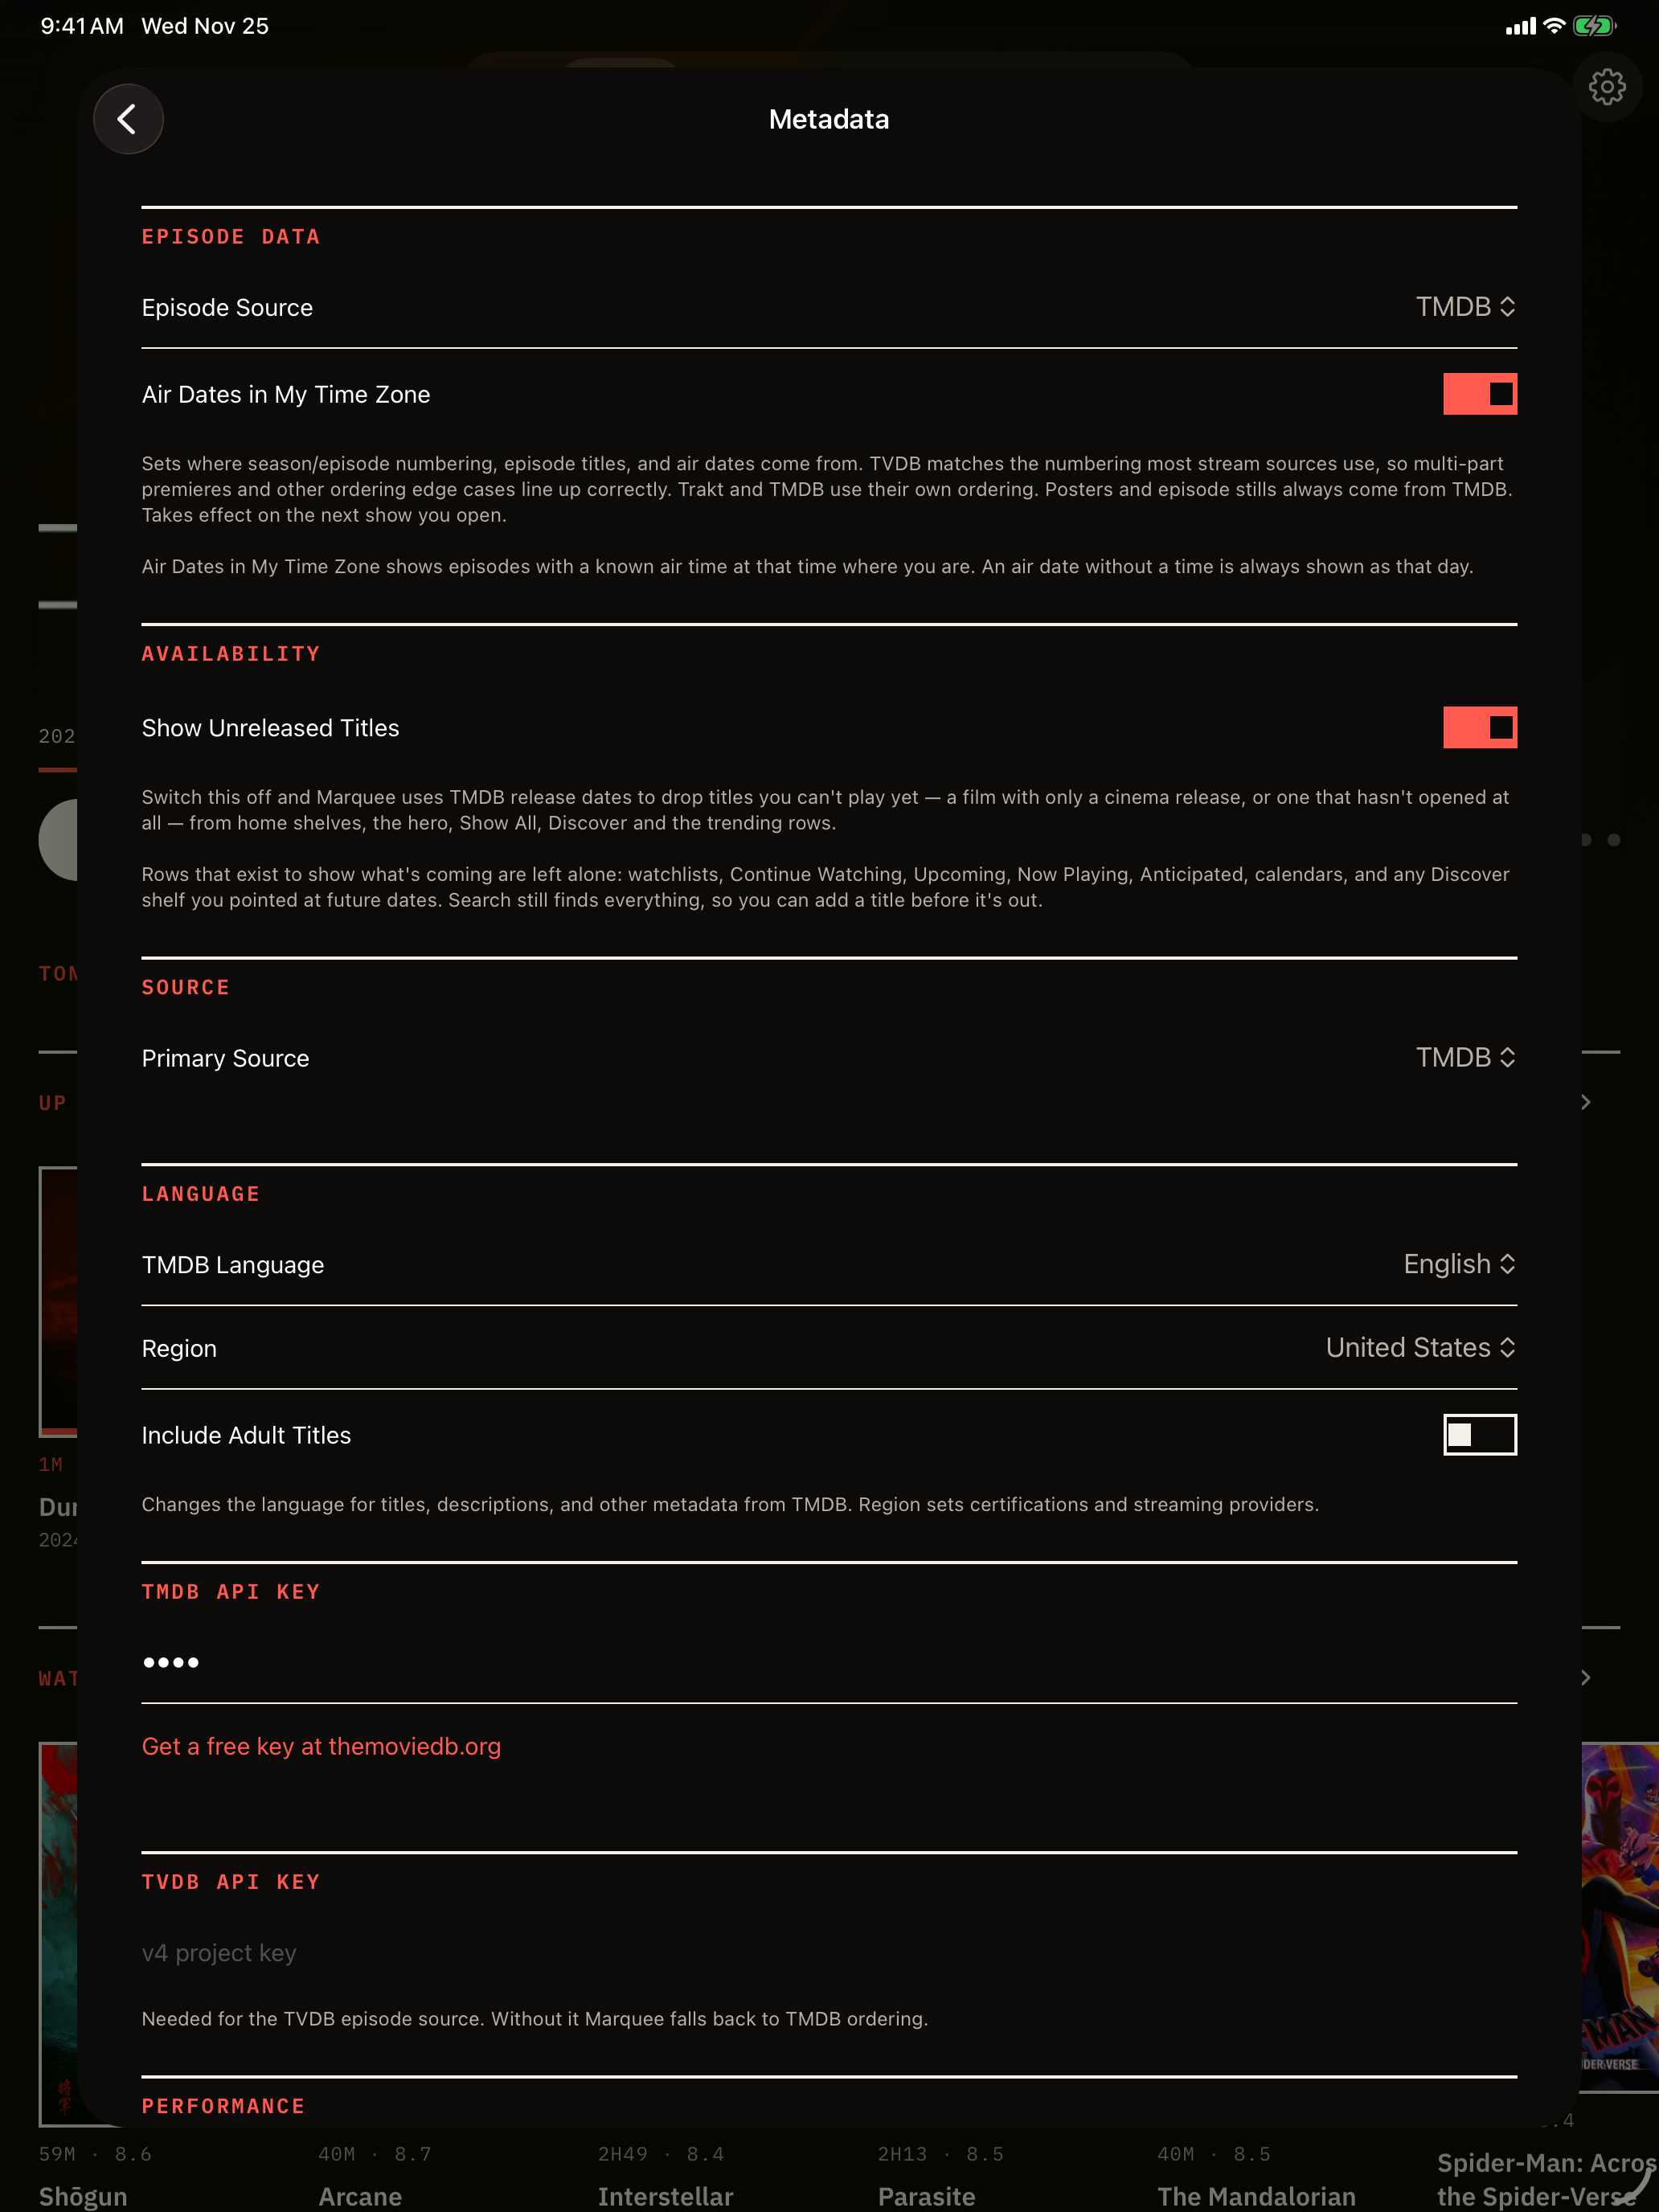 9:41 AM Wed Nov 25
Metadata
EPISODE DATA
Episode Source
TMDB
Air Dates in My Time Zone
Sets where season/episode numbering, episode titles, and air dates come from. TVDB matches the numbering most stream sources use, so multi-part
premieres and other ordering edge cases line up correctly. Trakt and TMDB use their own ordering. Posters and episode stills always come from TMDB.
Takes effect on the next show you open.
Air Dates in My Time Zone shows episodes with a known air time at that time where you are. An air date without a time is always shown as that day.
AVAILABILITY
Show Unreleased Titles
Switch this off and Marquee uses TMDB release dates to drop titles you can't play yet — a film with only a cinema release, or one that hasn't opened at
all — from home shelves, the hero, Show All, Discover and the trending rows.
Rows that exist to show what's coming are left alone: watchlists, Continue Watching, Upcoming, Now Playing, Anticipated, calendars, and any Discover
shelf you pointed at future dates. Search still finds everything, so you can add a title before it's out.
SOURCE
Primary Source
TMDB
UP
LANGUAGE
TMDB Language
English
Region
United States
Include Adult Titles
1M
Changes the language for titles, descriptions, and other metadata from TMDB. Region sets certifications and streaming providers.
TMDB API KEY
••••
Get a free key at themoviedb.org
TVDB API KEY
v4 project key
Needed for the TVDB episode source. Without it Marquee falls back to TMDB ordering.
PERFORMANCE
将軍
59M · 8.6
40M · 8.7
2H49 · 8.4
2H13 · 8.5
40M · 8.5
Shōgun
Arcane
Interstellar
Parasite
The Mandalorian
Spider-Man: Acros
the Spider-Verse